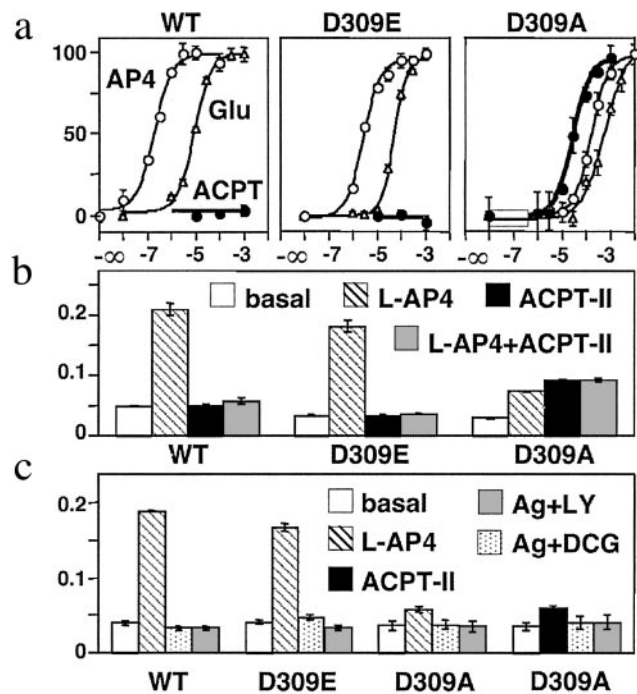 a WT D309E D309A
100
AP4
Glu
50
ACPT
0
-∞ -7 -5 -3 -∞ -7 -5 -3 -∞ -7 -5 -3
b
basal L-AP4 ACPT-II
0.2
L-AP4+ACPT-II
0.1
0
WT D309E D309A
c
0.2
basal Ag+LY
L-AP4 Ag+DCG
0.1
ACPT-II
0
WT D309E D309A D309A